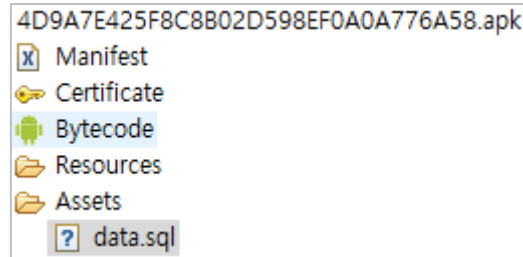 4D9A7E425F8C8B02D598EF0A0A776A58.apk
Manifest
Certificate
Bytecode
Resources
Assets
data.sql